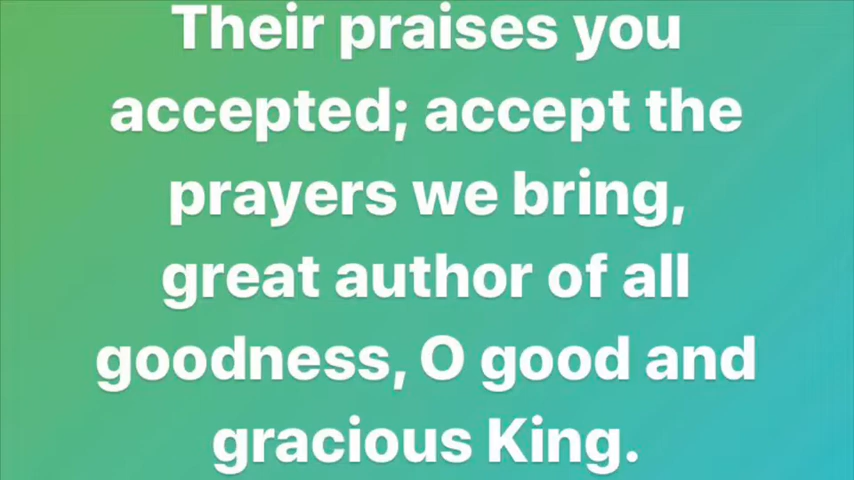 Their praises you
accepted; accept the
prayers we bring,
great author of all
goodness, O good and
gracious King.